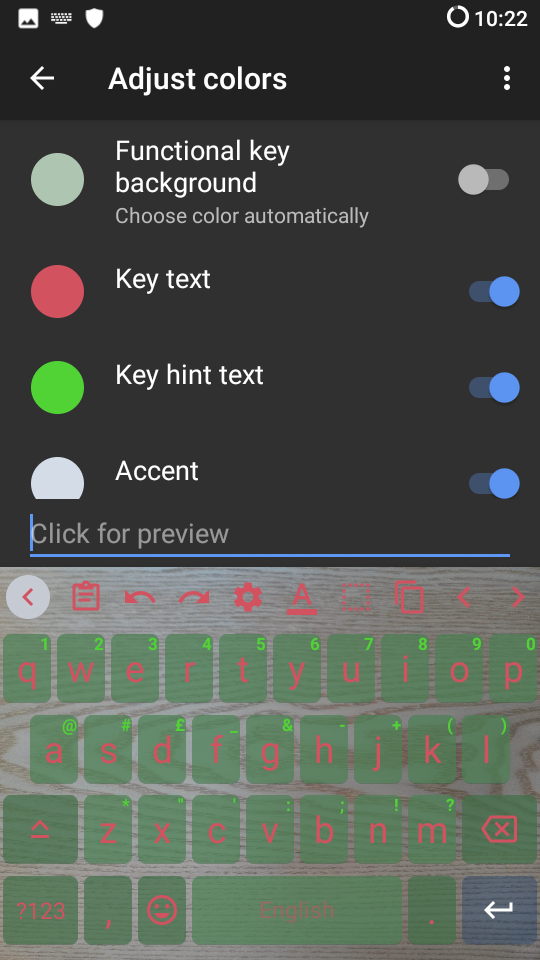 10:22
Adjust colors
Functional key
background
Choose color automatically
Key text
Key hint text
Accent
Click for preview
A
1 2 3 4 5 6 7 8 9 0
q w e r t y u i o p
@ # £ _ & - + ( )
a s d f g h j k l
* " ' : ; ! ?
z x c v b n m
?123 , English .